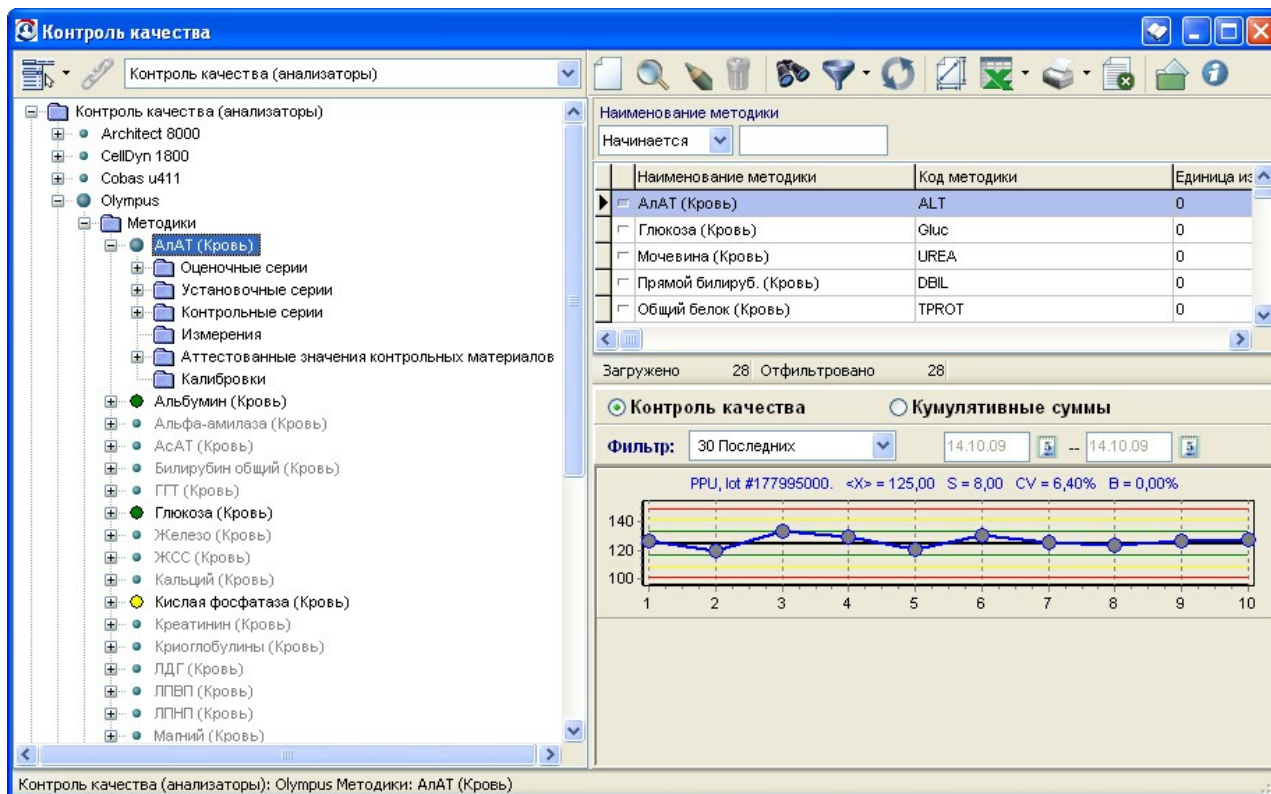 Контроль качества
Контроль качества (анализаторы)
Контроль качества (анализаторы)
Architect 8000
CellDyn 1800
Cobas u411
Olympus
Методики
АлАТ (Кровь)
Оценочные серии
Установочные серии
Контрольные серии
Измерения
Аттестованные значения контрольных материалов
Калибровки
Альбумин (Кровь)
Альфа-амилаза (Кровь)
АсАТ (Кровь)
Билирубин общий (Кровь)
ГГТ (Кровь)
Глюкоза (Кровь)
Железо (Кровь)
ЖСС (Кровь)
Кальций (Кровь)
Кислая фосфатаза (Кровь)
Креатинин (Кровь)
Криоглобулины (Кровь)
ЛДГ (Кровь)
ЛПВП (Кровь)
ЛПНП (Кровь)
Магний (Кровь)
Наименование методики
Начинается
Наименование методики Код методики Единица из
АлАТ (Кровь) ALT 0
Глюкоза (Кровь) Gluc 0
Мочевина (Кровь) UREA 0
Прямой билируб. (Кровь) DBIL 0
Общий белок (Кровь) TPROT 0
Загружено 28 Отфильтровано 28
Контроль качества Кумулятивные суммы
Фильтр: 30 Последних 14.10.09 -- 14.10.09
PPU, lot #177995000. <X> = 125,00 S = 8,00 CV = 6,40% B = 0,00%
140
120
100
1 2 3 4 5 6 7 8 9 10
Контроль качества (анализаторы): Olympus Методики: АлАТ (Кровь)